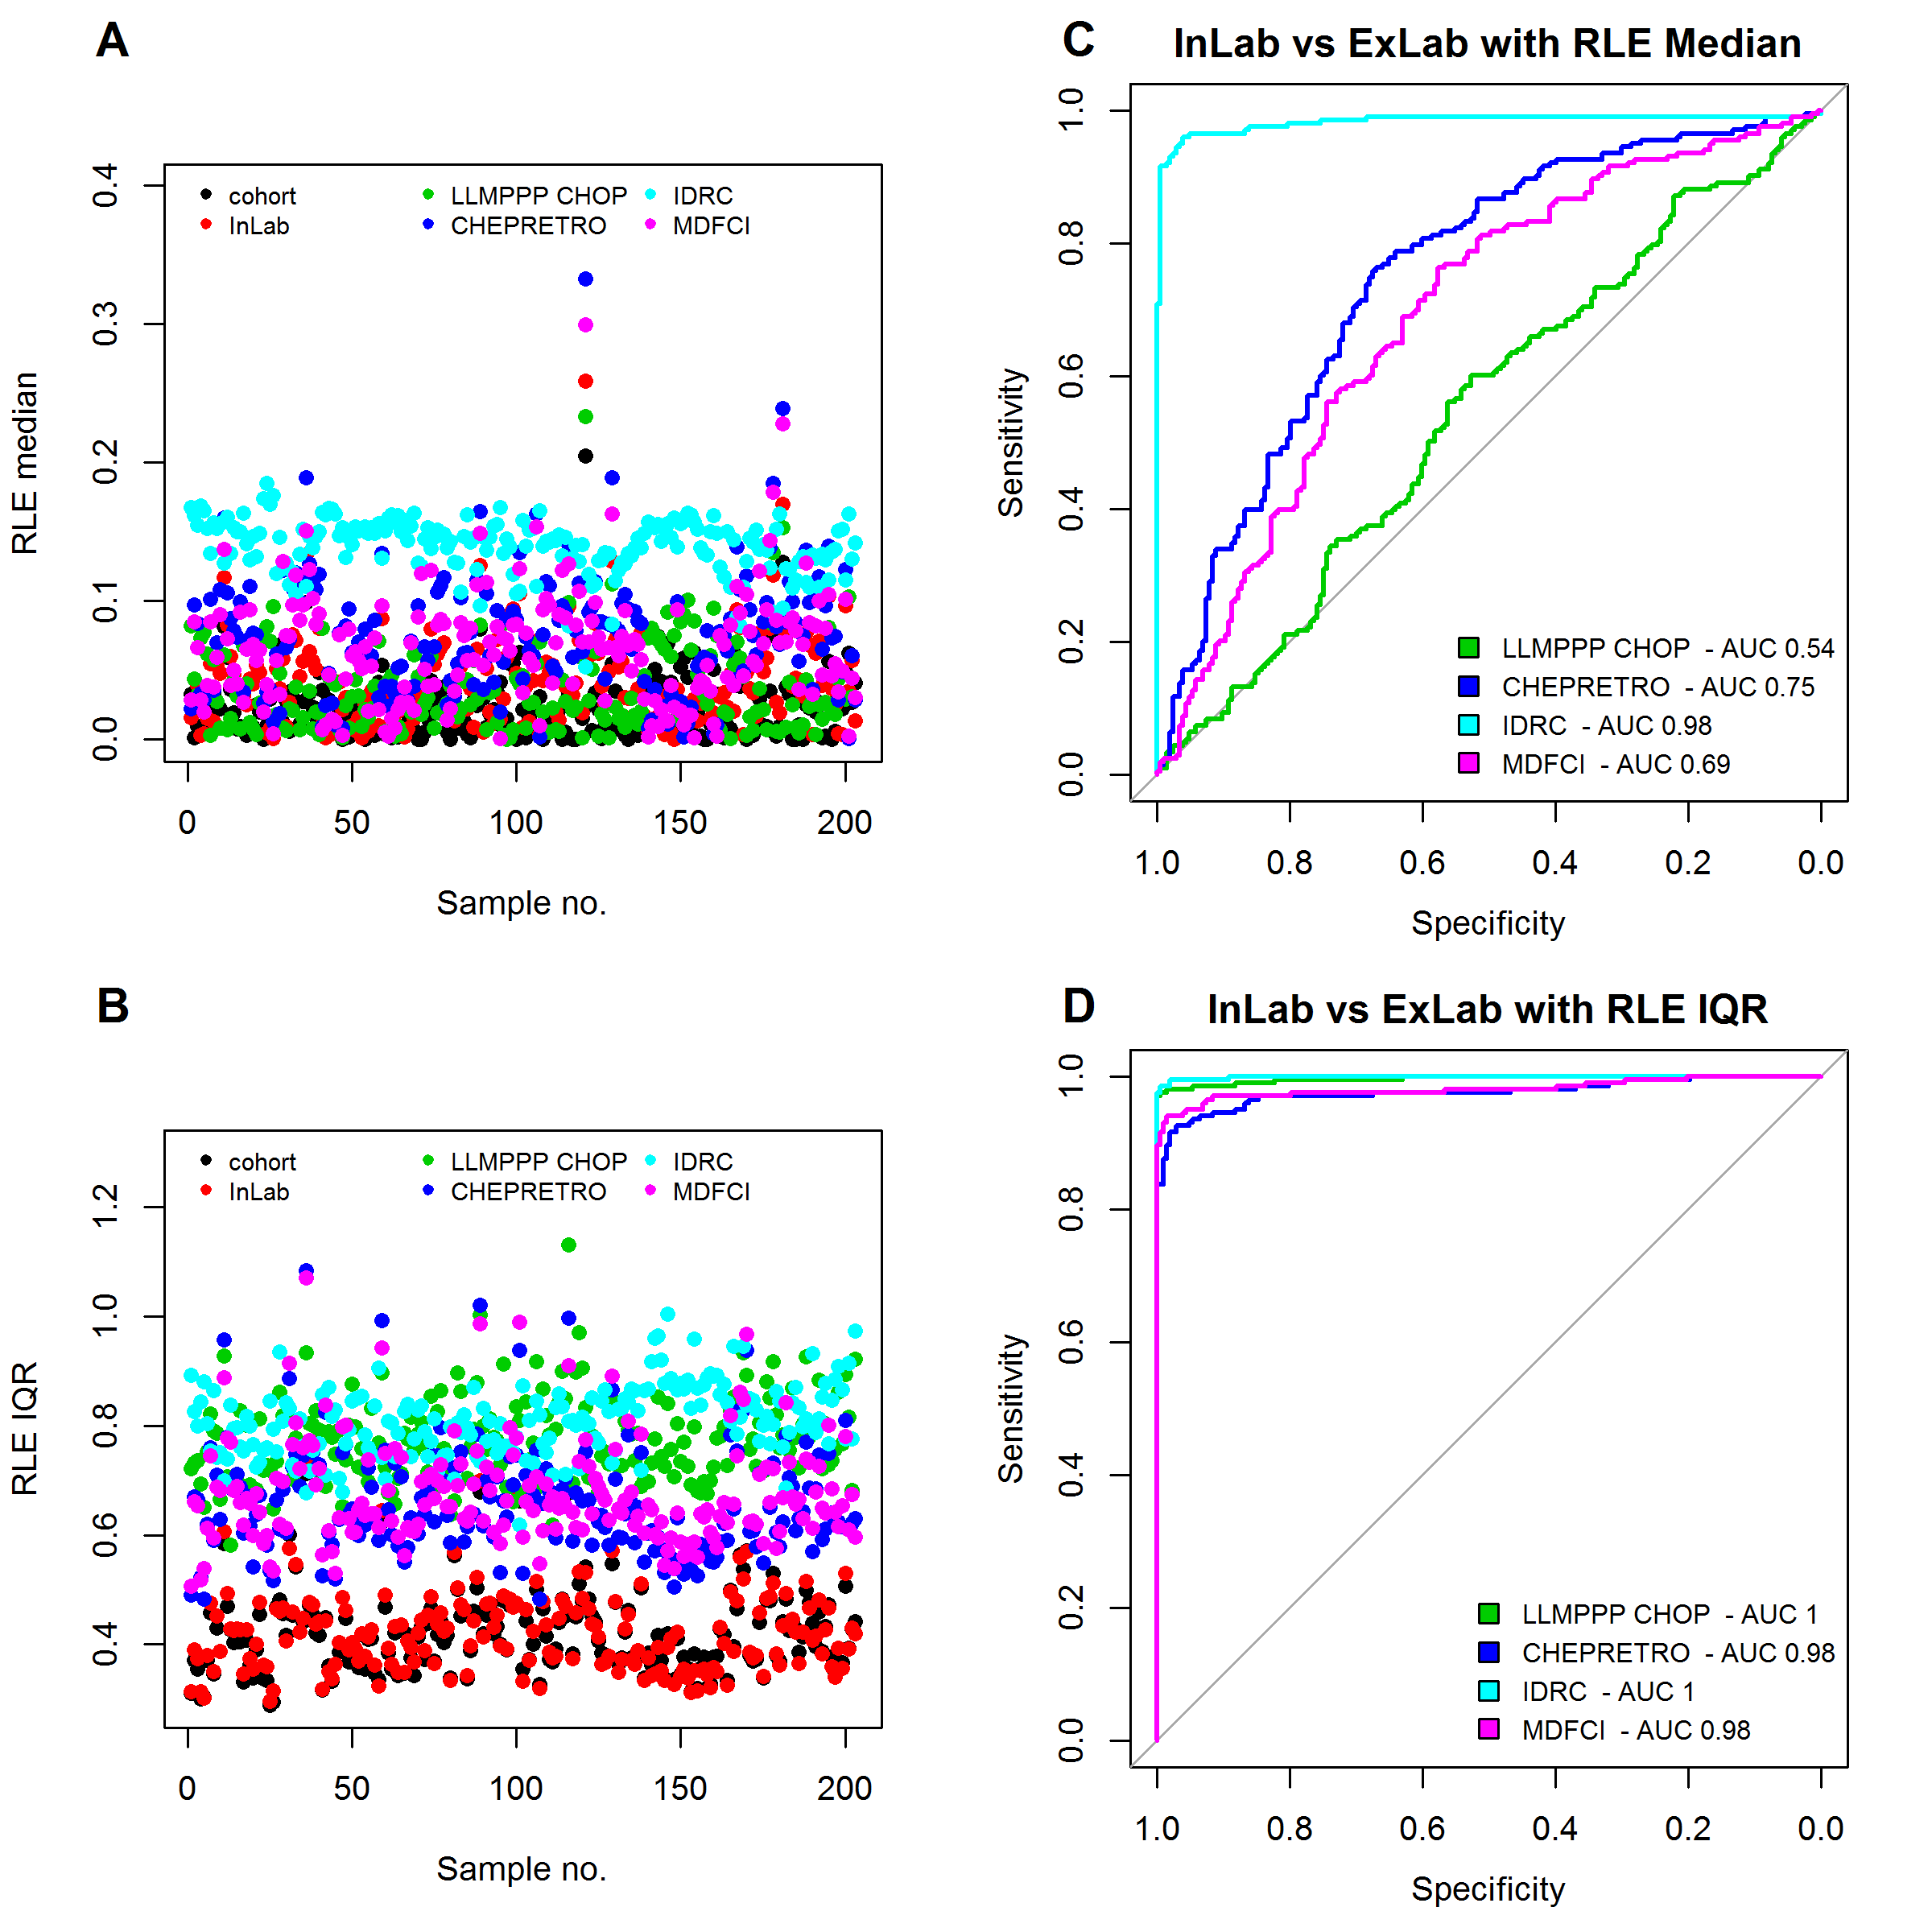 A
0.4
0.3
0.2
0.1
0.0
RLE median
cohort
InLab
LLMPPP CHOP
CHEPRETRO
IDRC
MDFCI
0 50 100 150 200
Sample no.
C
InLab vs ExLab with RLE Median
1.0
0.8
0.6
0.4
0.2
0.0
Sensitivity
LLMPPP CHOP - AUC 0.54
CHEPRETRO - AUC 0.75
IDRC - AUC 0.98
MDFCI - AUC 0.69
1.0 0.8 0.6 0.4 0.2 0.0
Specificity
B
1.2
1.0
0.8
0.6
0.4
RLE IQR
cohort
InLab
LLMPPP CHOP
CHEPRETRO
IDRC
MDFCI
0 50 100 150 200
Sample no.
D
InLab vs ExLab with RLE IQR
1.0
0.8
0.6
0.4
0.2
0.0
Sensitivity
LLMPPP CHOP - AUC 1
CHEPRETRO - AUC 0.98
IDRC - AUC 1
MDFCI - AUC 0.98
1.0 0.8 0.6 0.4 0.2 0.0
Specificity